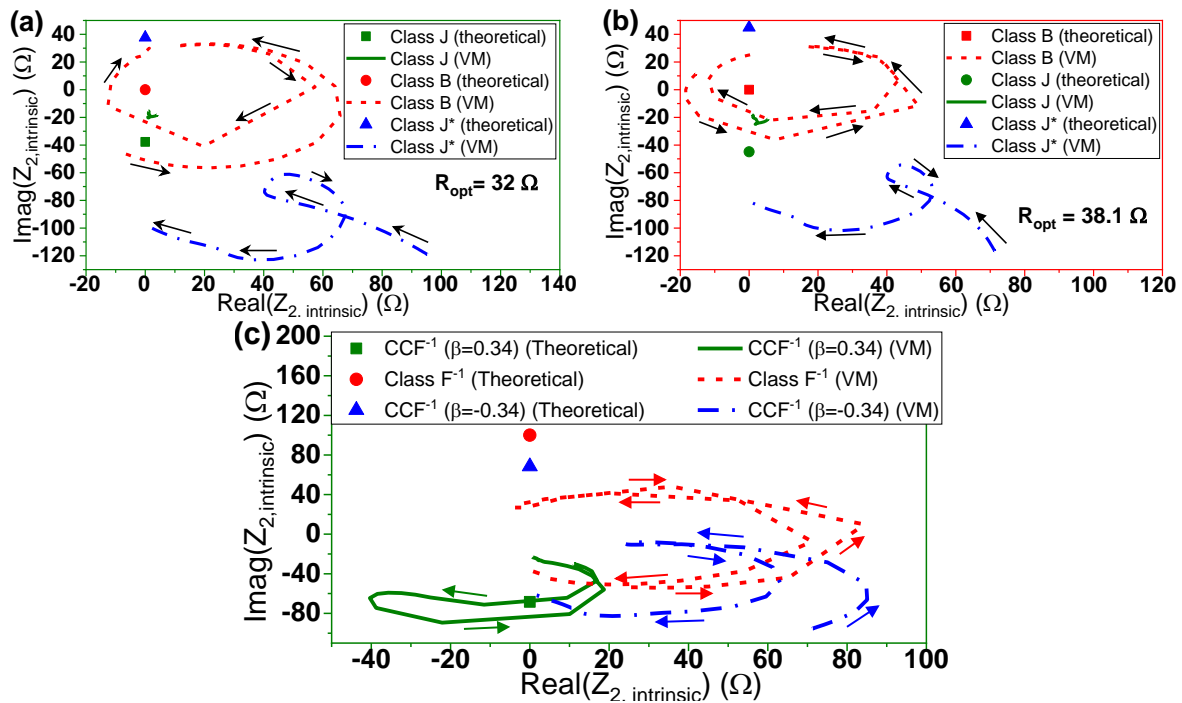 (a)
Imag(Z2,intrinsic) (Ω)
40
20
0
-20
-40
-60
-80
-100
-120
-20 0 20 40 60 80 100 120 140
Real(Z2, intrinsic) (Ω)
Class J (theoretical)
Class J (VM)
Class B (theoretical)
Class B (VM)
Class J* (theoretical)
Class J* (VM)
Ropt= 32 Ω
(b)
Imag(Z2,intrinsic) (Ω)
40
20
0
-20
-40
-60
-80
-100
-120
-20 0 20 40 60 80 100 120
Real(Z2, intrinsic) (Ω)
Class B (theoretical)
Class B (VM)
Class J (theoretical)
Class J (VM)
Class J* (theoretical)
Class J* (VM)
Ropt = 38.1 Ω
(c)
Imag(Z2,intrinsic) (Ω)
200
160
120
80
40
0
-40
-80
-40 -20 0 20 40 60 80 100
Real(Z2, intrinsic) (Ω)
CCF-1 (β=0.34) (Theoretical) CCF-1 (β=0.34) (VM)
Class F-1 (Theoretical) Class F-1 (VM)
CCF-1 (β=-0.34) (Theoretical) CCF-1 (β=-0.34) (VM)